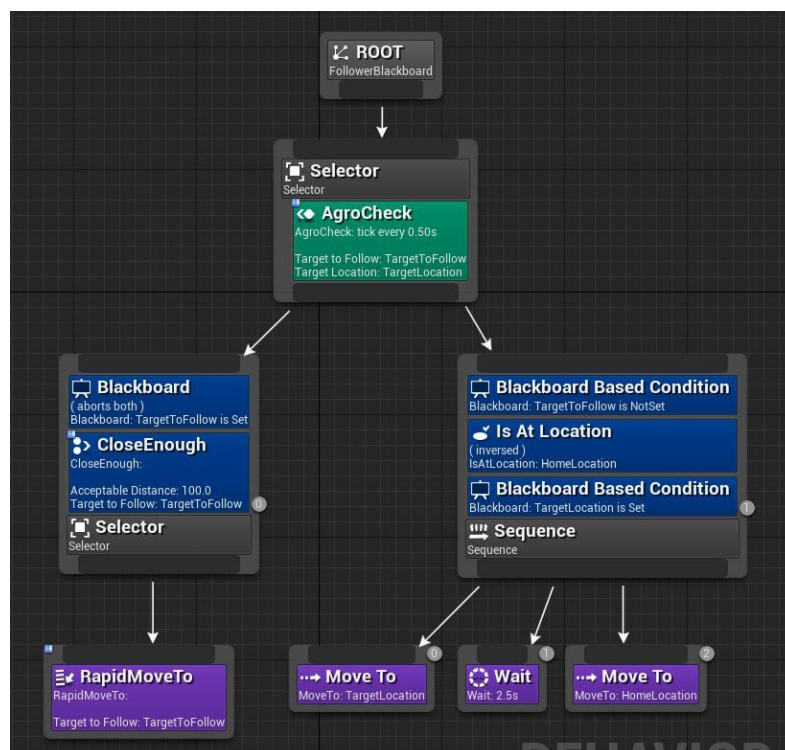 ROOT
FollowerBlackboard
Selector
Selector
AgroCheck
AgroCheck: tick every 0.50s
Target to Follow: TargetToFollow
Target Location: TargetLocation
Blackboard
( aborts both )
Blackboard: TargetToFollow is Set
CloseEnough
CloseEnough:
Acceptable Distance: 100.0
Target to Follow: TargetToFollow
0
Selector
Selector
Blackboard Based Condition
Blackboard: TargetToFollow is NotSet
Is At Location
( inversed )
IsAtLocation: HomeLocation
Blackboard Based Condition
Blackboard: TargetLocation is Set
1
Sequence
Sequence
RapidMoveTo
RapidMoveTo:
Target to Follow: TargetToFollow
0
Move To
MoveTo: TargetLocation
1
Wait
Wait: 2.5s
2
Move To
MoveTo: HomeLocation